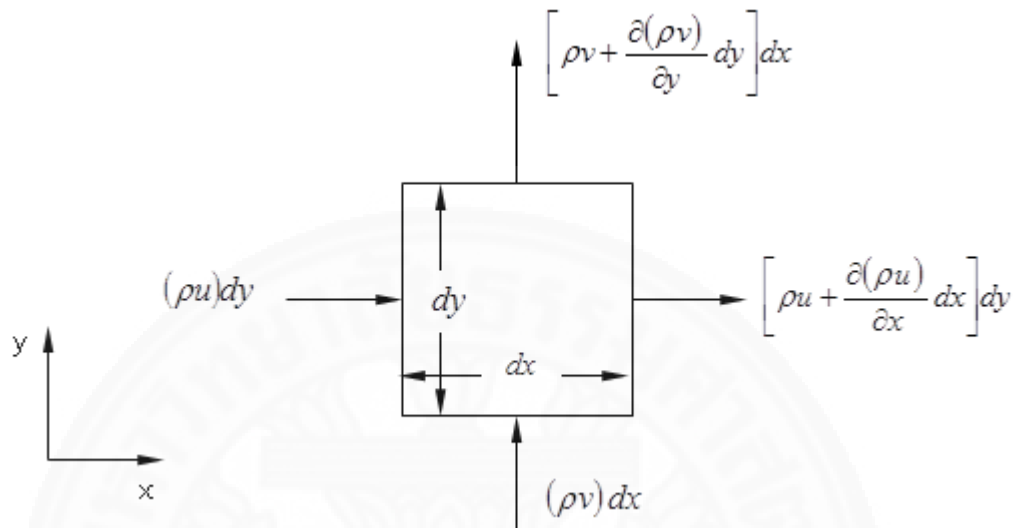 [ρv + ∂(ρv)/∂y dy]dx
(ρu)dy
dy
[ρu + ∂(ρu)/∂x dx]dy
dx
y
x
(ρv)dx